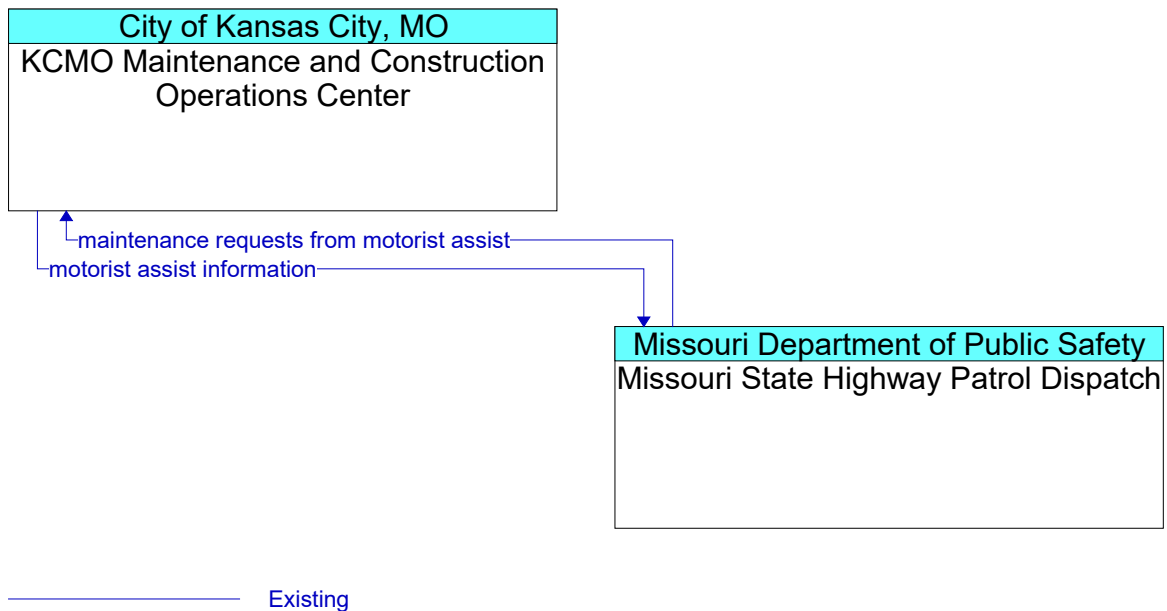 City of Kansas City, MO
KCMO Maintenance and Construction
Operations Center
maintenance requests from motorist assist
motorist assist information
Missouri Department of Public Safety
Missouri State Highway Patrol Dispatch
Existing